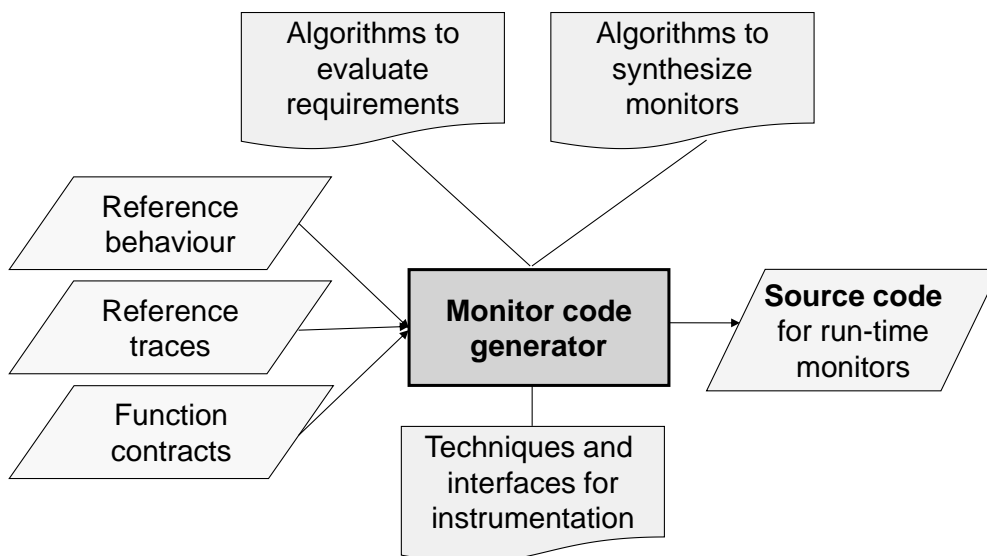 Algorithms to
evaluate
requirements
Algorithms to
synthesize
monitors
Reference
behaviour
Reference
traces
Function
contracts
Monitor code
generator
Source code
for run-time
monitors
Techniques and
interfaces for
instrumentation